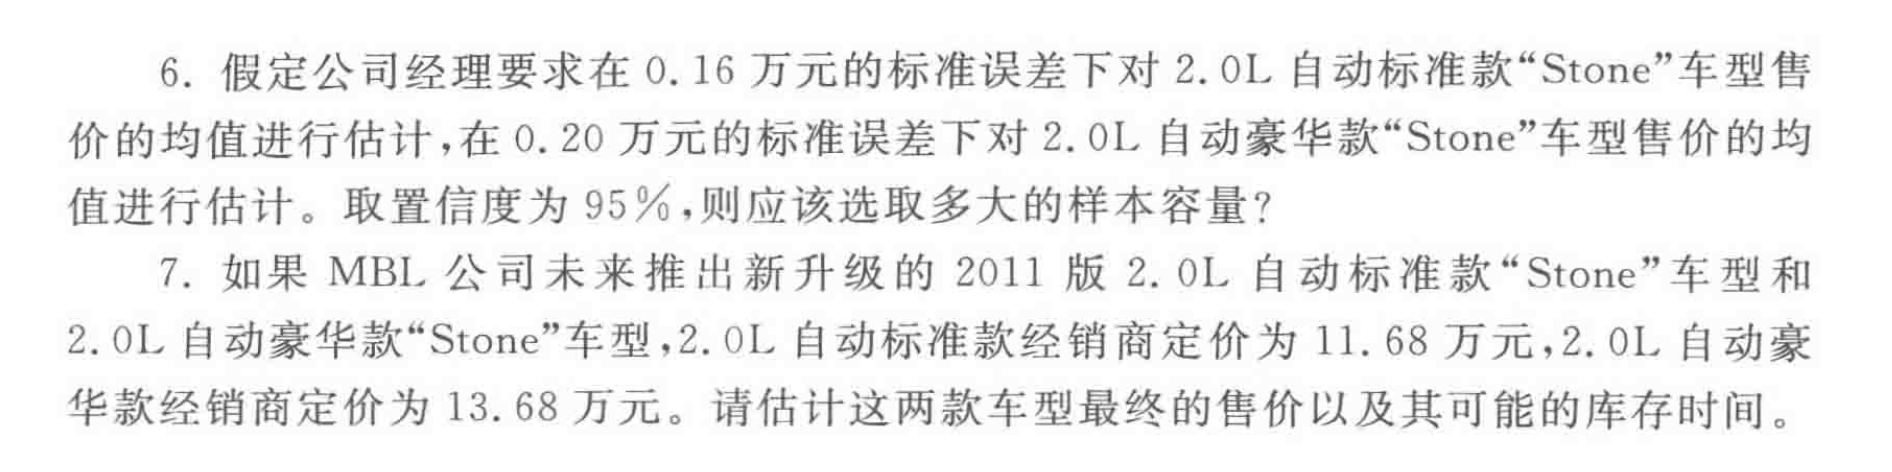 6. 假定公司经理要求在 0.16 万元的标准误差下对 2.0L 自动标准款“Stone”车型售
价的均值进行估计,在 0.20 万元的标准误差下对 2.0L 自动豪华款“Stone”车型售价的均
值进行估计。取置信度为 95%,则应该选取多大的样本容量?
7. 如果 MBL 公司未来推出新升级的 2011 版 2.0L 自动标准款“Stone”车型和
2.0L 自动豪华款“Stone”车型,2.0L 自动标准款经销商定价为 11.68 万元,2.0L 自动豪
华款经销商定价为 13.68 万元。请估计这两款车型最终的售价以及其可能的库存时间。